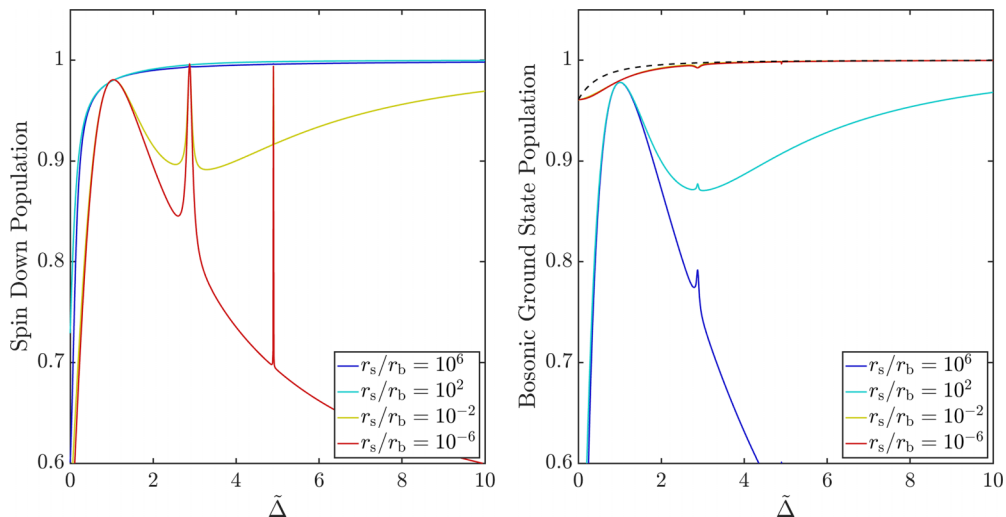 1
0.9
0.8
0.7
0.6
Spin Down Population
0 2 4 6 8 10
Δ̃
r_s/r_b = 10^6
r_s/r_b = 10^2
r_s/r_b = 10^−2
r_s/r_b = 10^−6
1
0.9
0.8
0.7
0.6
Bosonic Ground State Population
0 2 4 6 8 10
Δ̃
r_s/r_b = 10^6
r_s/r_b = 10^2
r_s/r_b = 10^−2
r_s/r_b = 10^−6